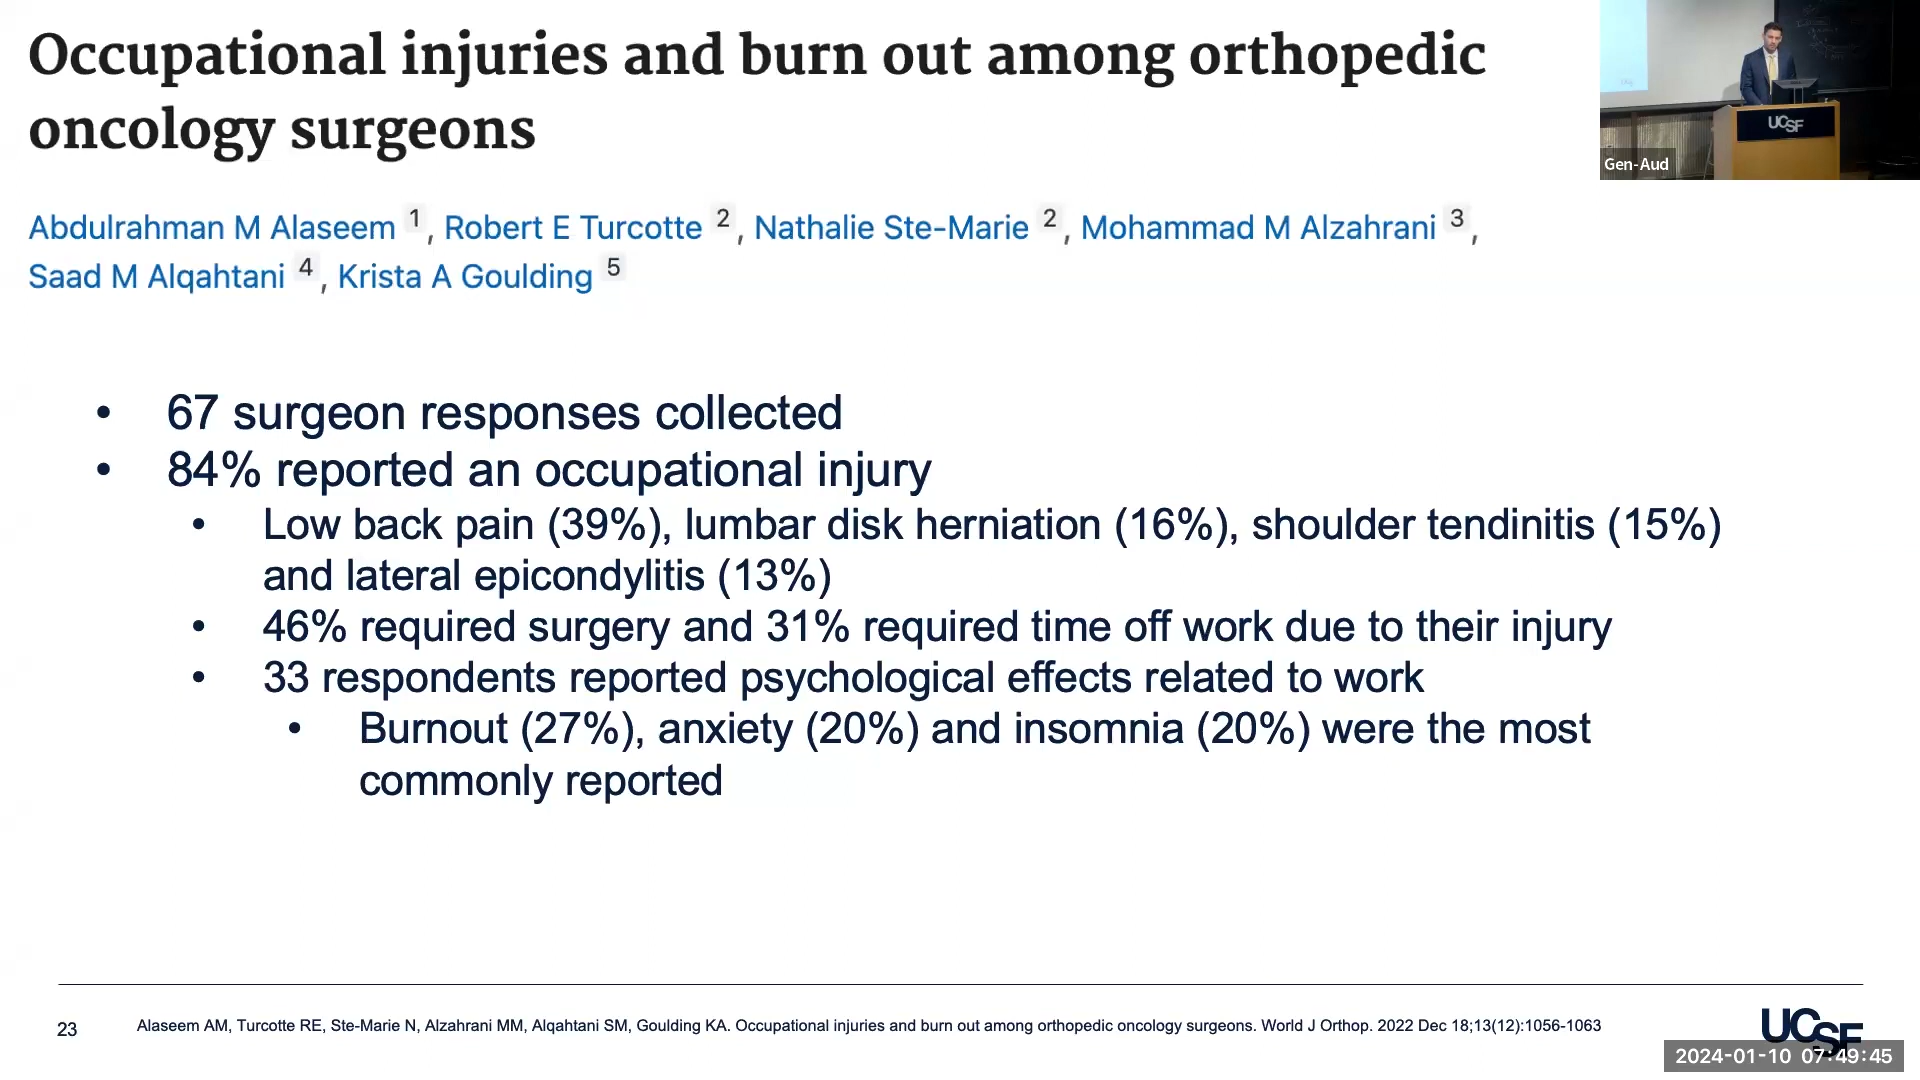 Occupational injuries and burn out among orthopedic
oncology surgeons
UCSF
Gen-Aud
Abdulrahman M Alaseem 1, Robert E Turcotte 2, Nathalie Ste-Marie 2, Mohammad M Alzahrani 3,
Saad M Alqahtani 4, Krista A Goulding 5
• 67 surgeon responses collected
• 84% reported an occupational injury
• Low back pain (39%), lumbar disk herniation (16%), shoulder tendinitis (15%)
and lateral epicondylitis (13%)
• 46% required surgery and 31% required time off work due to their injury
• 33 respondents reported psychological effects related to work
• Burnout (27%), anxiety (20%) and insomnia (20%) were the most
commonly reported
23
Alaseem AM, Turcotte RE, Ste-Marie N, Alzahrani MM, Alqahtani SM, Goulding KA. Occupational injuries and burn out among orthopedic oncology surgeons. World J Orthop. 2022 Dec 18;13(12):1056-1063
UCSF
2024-01-10 07:49:45